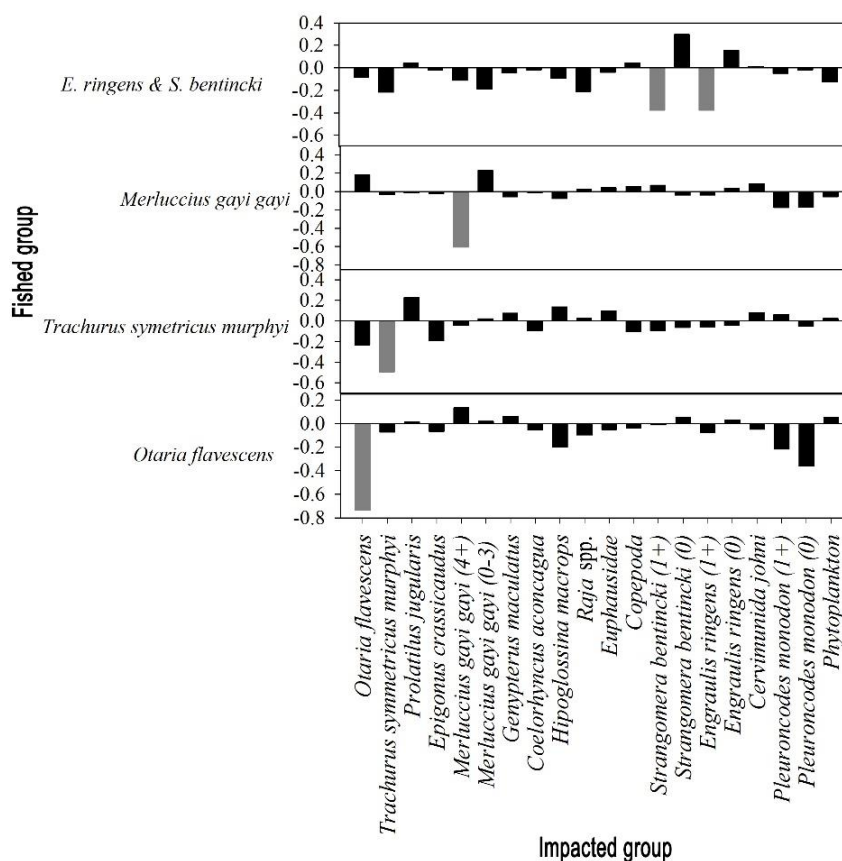 0.4
0.2
0.0
-0.2
-0.4
-0.6
E. ringens & S. bentincki
0.4
0.2
0.0
-0.2
-0.4
-0.6
-0.8
Merluccius gayi gayi
0.4
0.2
0.0
-0.2
-0.4
-0.6
Trachurus symetricus murphyi
0.2
0.0
-0.2
-0.4
-0.6
-0.8
Otaria flavescens
Fished group
Otaria flavescens
Trachurus symmetricus murphyi
Prolatilus jugularis
Epigonus crassicaudus
Merluccius gayi gayi (4+)
Merluccius gayi gayi (0-3)
Genypterus maculatus
Coelorhyncus aconcagua
Hipoglossina macrops
Raja spp.
Euphausidae
Copepoda
Strangomera bentincki (1+)
Strangomera bentincki (0)
Engraulis ringens (1+)
Engraulis ringens (0)
Cervimunida johni
Pleuroncodes monodon (1+)
Pleuroncodes monodon (0)
Phytoplankton
Impacted group